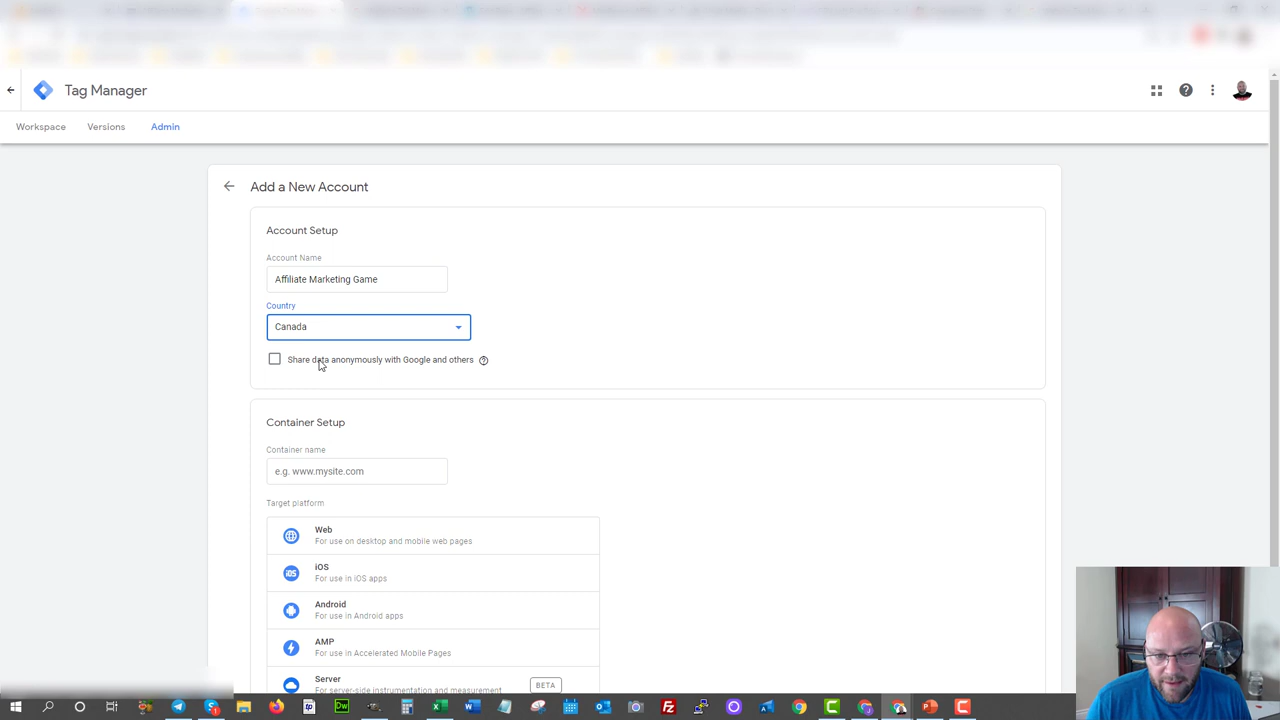 Tag Manager
Workspace Versions Admin
Add a New Account
Account Setup
Account Name
Affiliate Marketing Game
Country
Canada
Share data anonymously with Google and others
Container Setup
Container name
e.g. www.mysite.com
Target platform
Web
For use on desktop and mobile web pages
iOS
iOS
For use in iOS apps
Android
For use in Android apps
AMP
For use in Accelerated Mobile Pages
Server
For server-side instrumentation and measurement
BETA